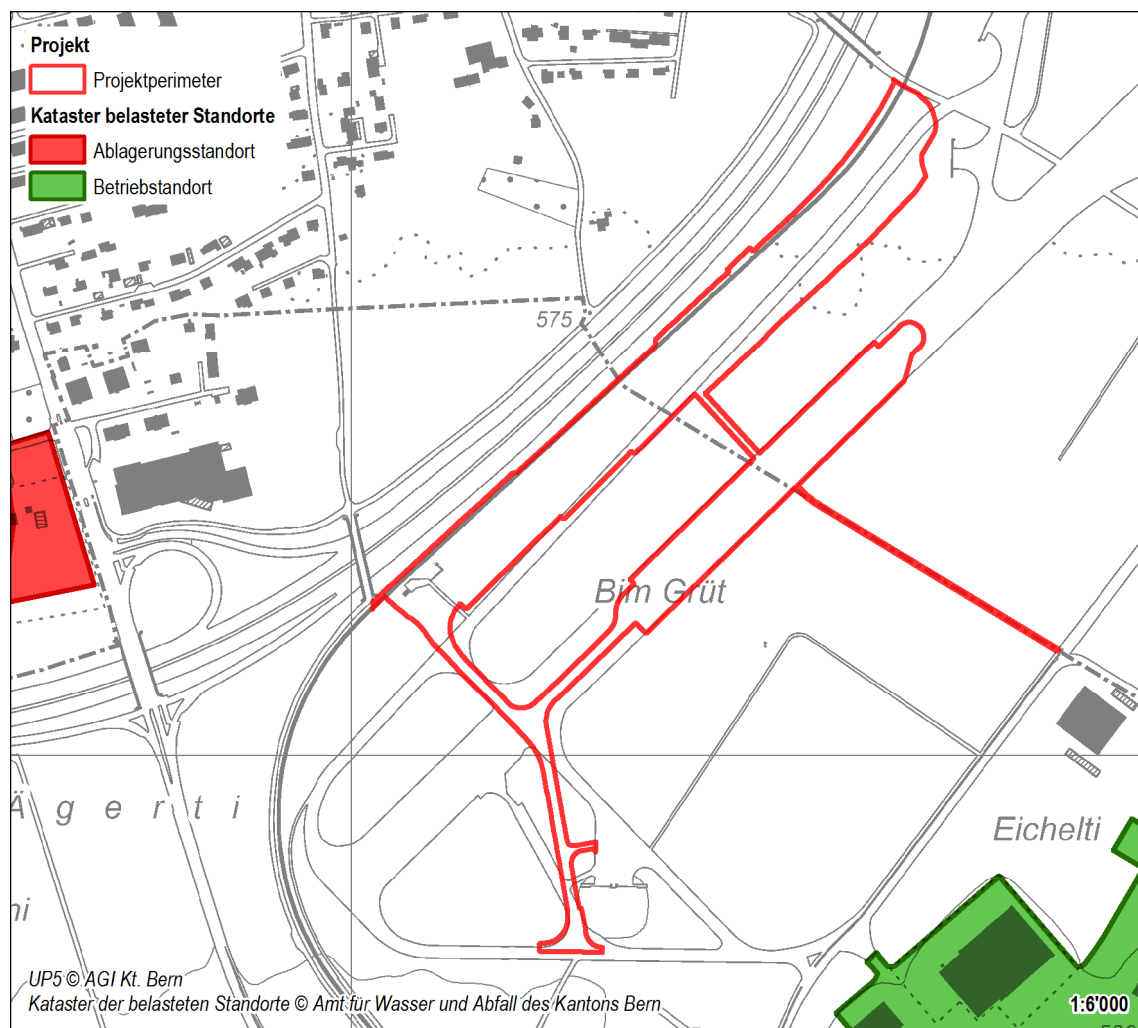 Projekt
Projektperimeter
Kataster belasteter Standorte
Ablagerungsstandort
Betriebstandort
575
Bim Grüt
Ägerti
Eichelti
UP5 © AGI Kt. Bern
Kataster der belasteten Standorte © Amt für Wasser und Abfall des Kantons Bern
1:6'000